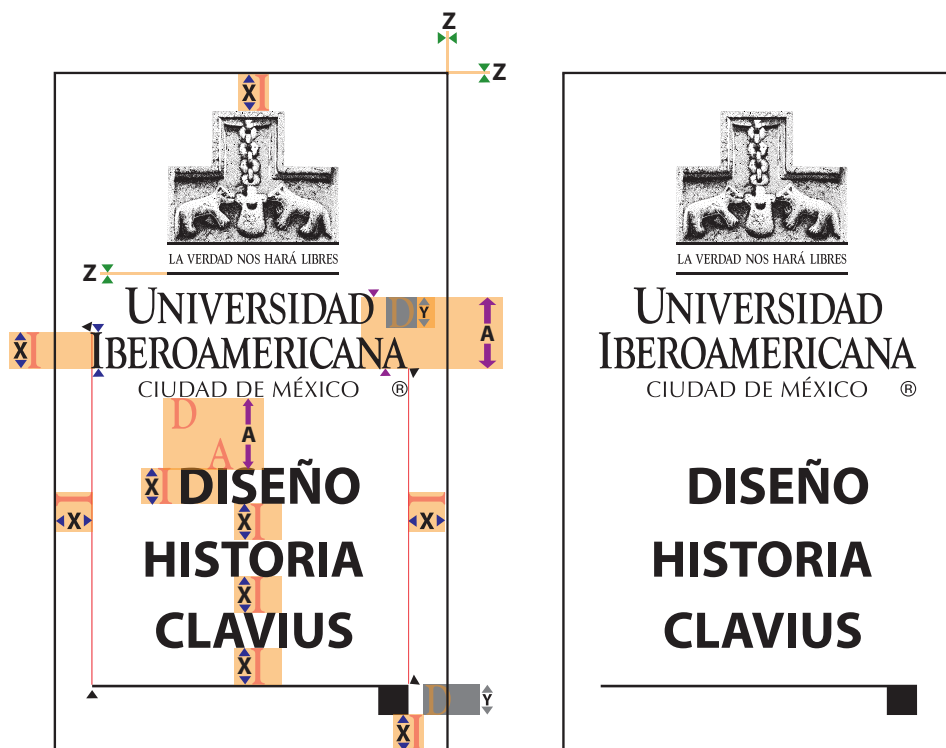 Z
Z
X I
LA VERDAD NOS HARÁ LIBRES
Z
UNIVERSIDAD D Y
X I IBEROAMERICANA A
CIUDAD DE MÉXICO ®
D A
A
X I DISEÑO
X I X I X I
HISTORIA
X I
CLAVIUS
X I
D Y
X I
LA VERDAD NOS HARÁ LIBRES
UNIVERSIDAD
IBEROAMERICANA
CIUDAD DE MÉXICO ®
DISEÑO
HISTORIA
CLAVIUS